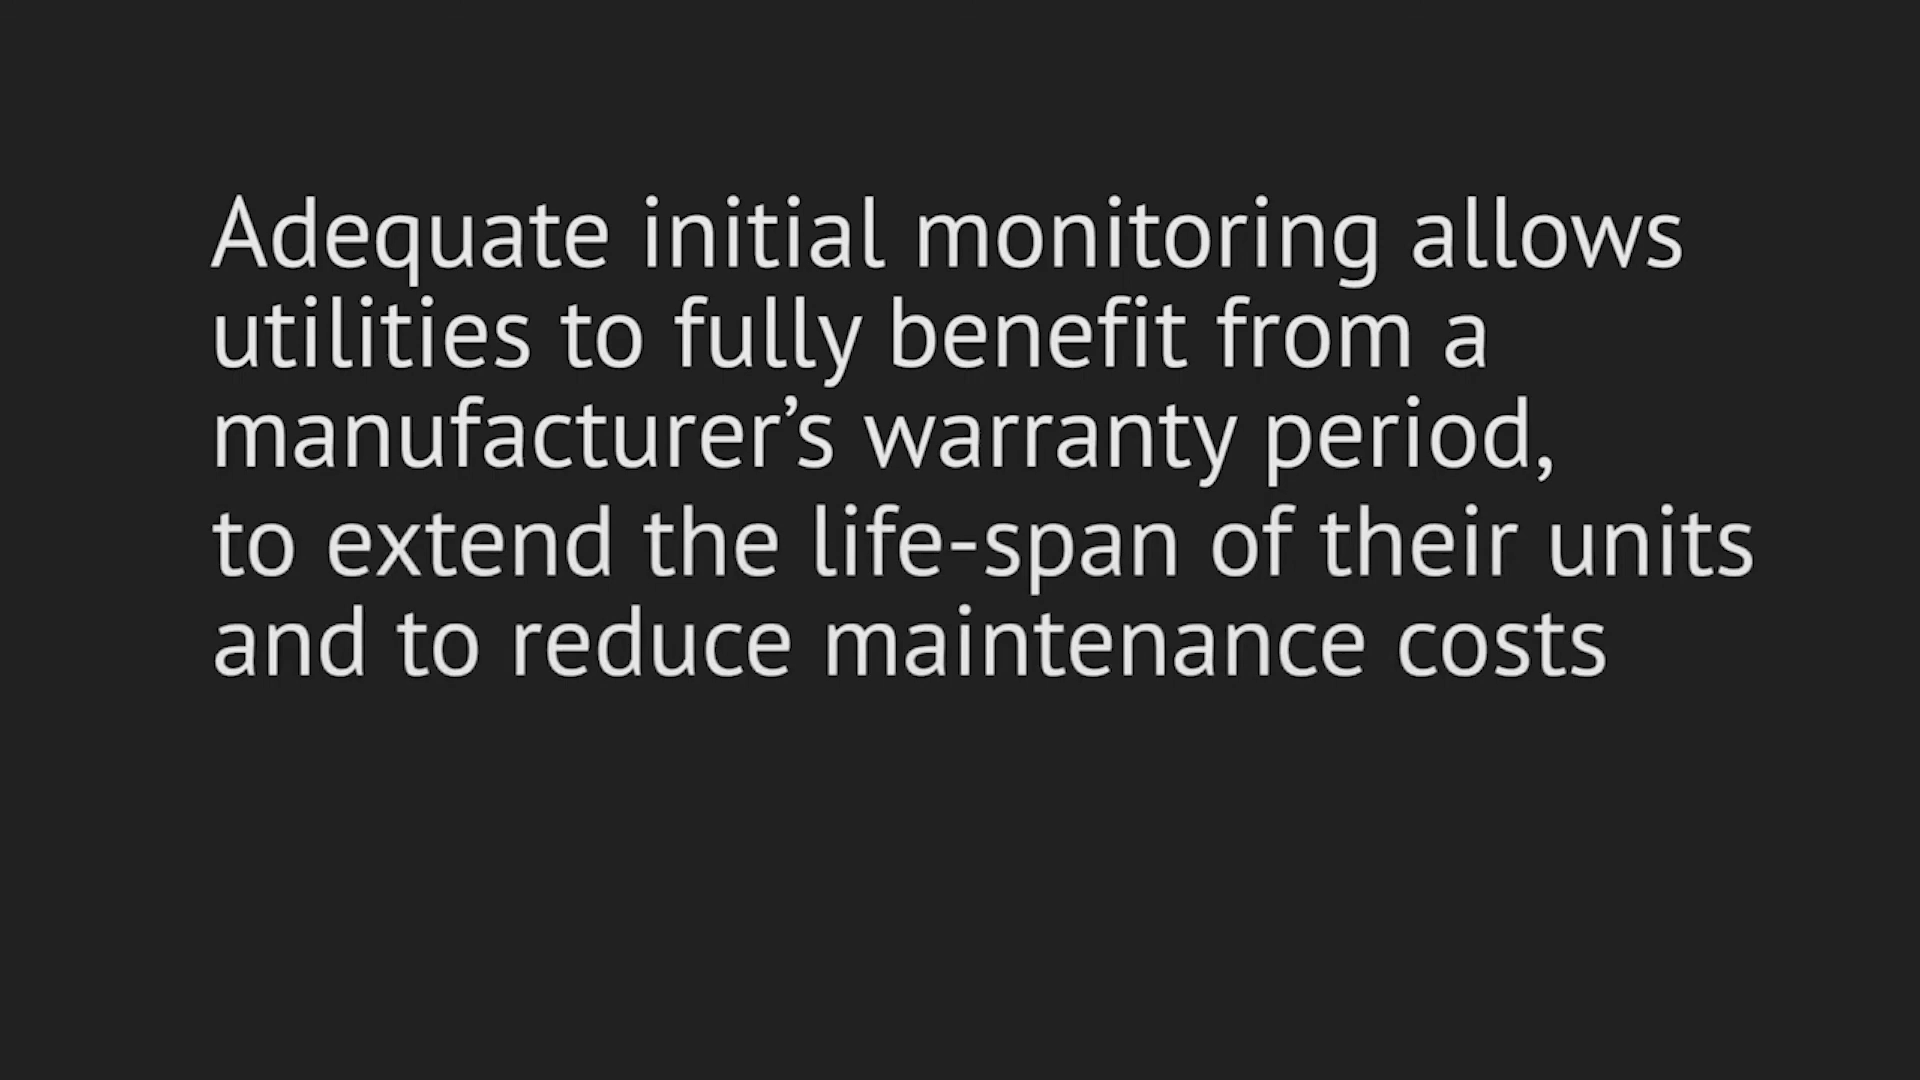 Adequate initial monitoring allows
utilities to fully benefit from a
manufacturer’s warranty period,
to extend the life-span of their units
and to reduce maintenance costs